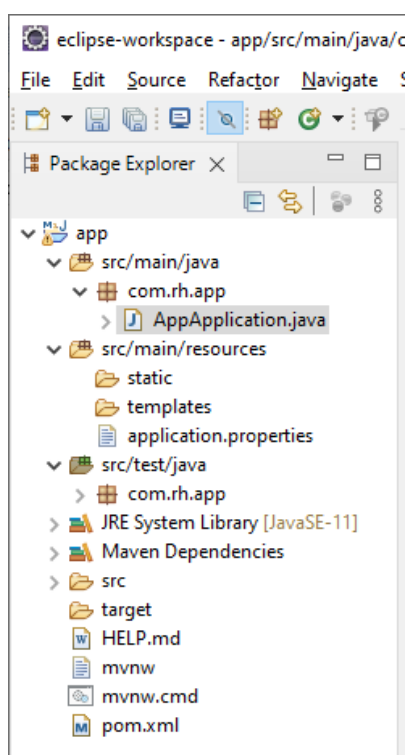 eclipse-workspace - app/src/main/java/c
File Edit Source Refactor Navigate S
Package Explorer
app
src/main/java
com.rh.app
AppApplication.java
src/main/resources
static
templates
application.properties
src/test/java
com.rh.app
JRE System Library [JavaSE-11]
Maven Dependencies
src
target
HELP.md
mvnw
mvnw.cmd
pom.xml